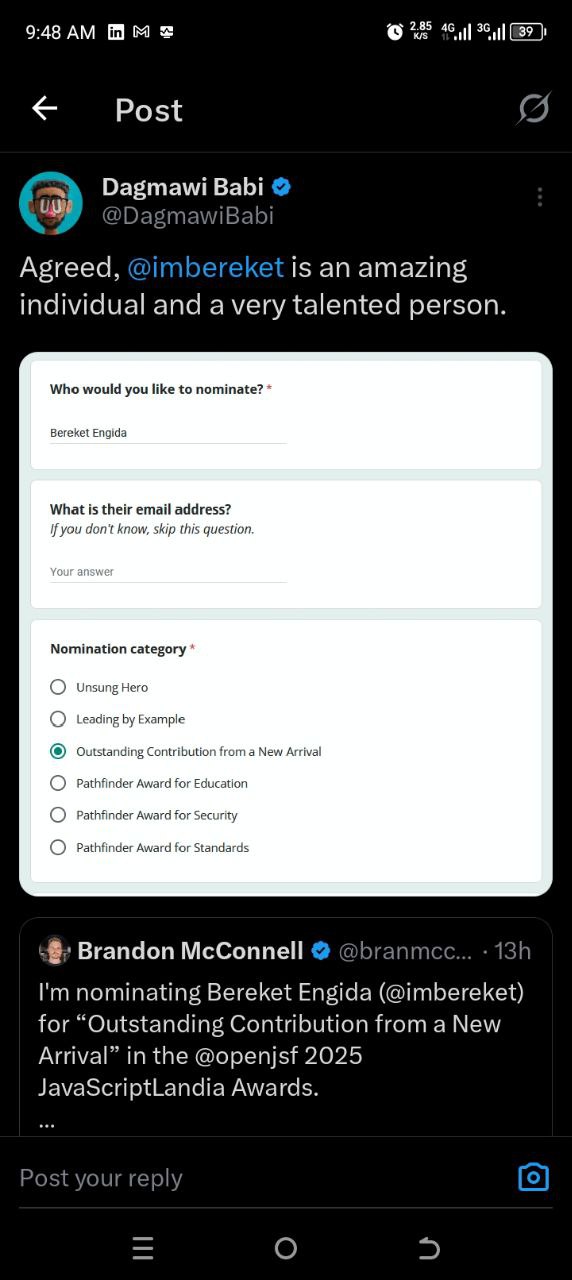 9:48 AM
2.85
K/S
4G
3G
39
Post
Dagmawi Babi
@DagmawiBabi
Agreed, @imbereket is an amazing
individual and a very talented person.
Who would you like to nominate? *
Bereket Engida
What is their email address?
If you don't know, skip this question.
Your answer
Nomination category *
Unsung Hero
Leading by Example
Outstanding Contribution from a New Arrival
Pathfinder Award for Education
Pathfinder Award for Security
Pathfinder Award for Standards
Brandon McConnell @branmcc... · 13h
I'm nominating Bereket Engida (@imbereket)
for “Outstanding Contribution from a New
Arrival” in the @openjsf 2025
JavaScriptLandia Awards.
...
Post your reply